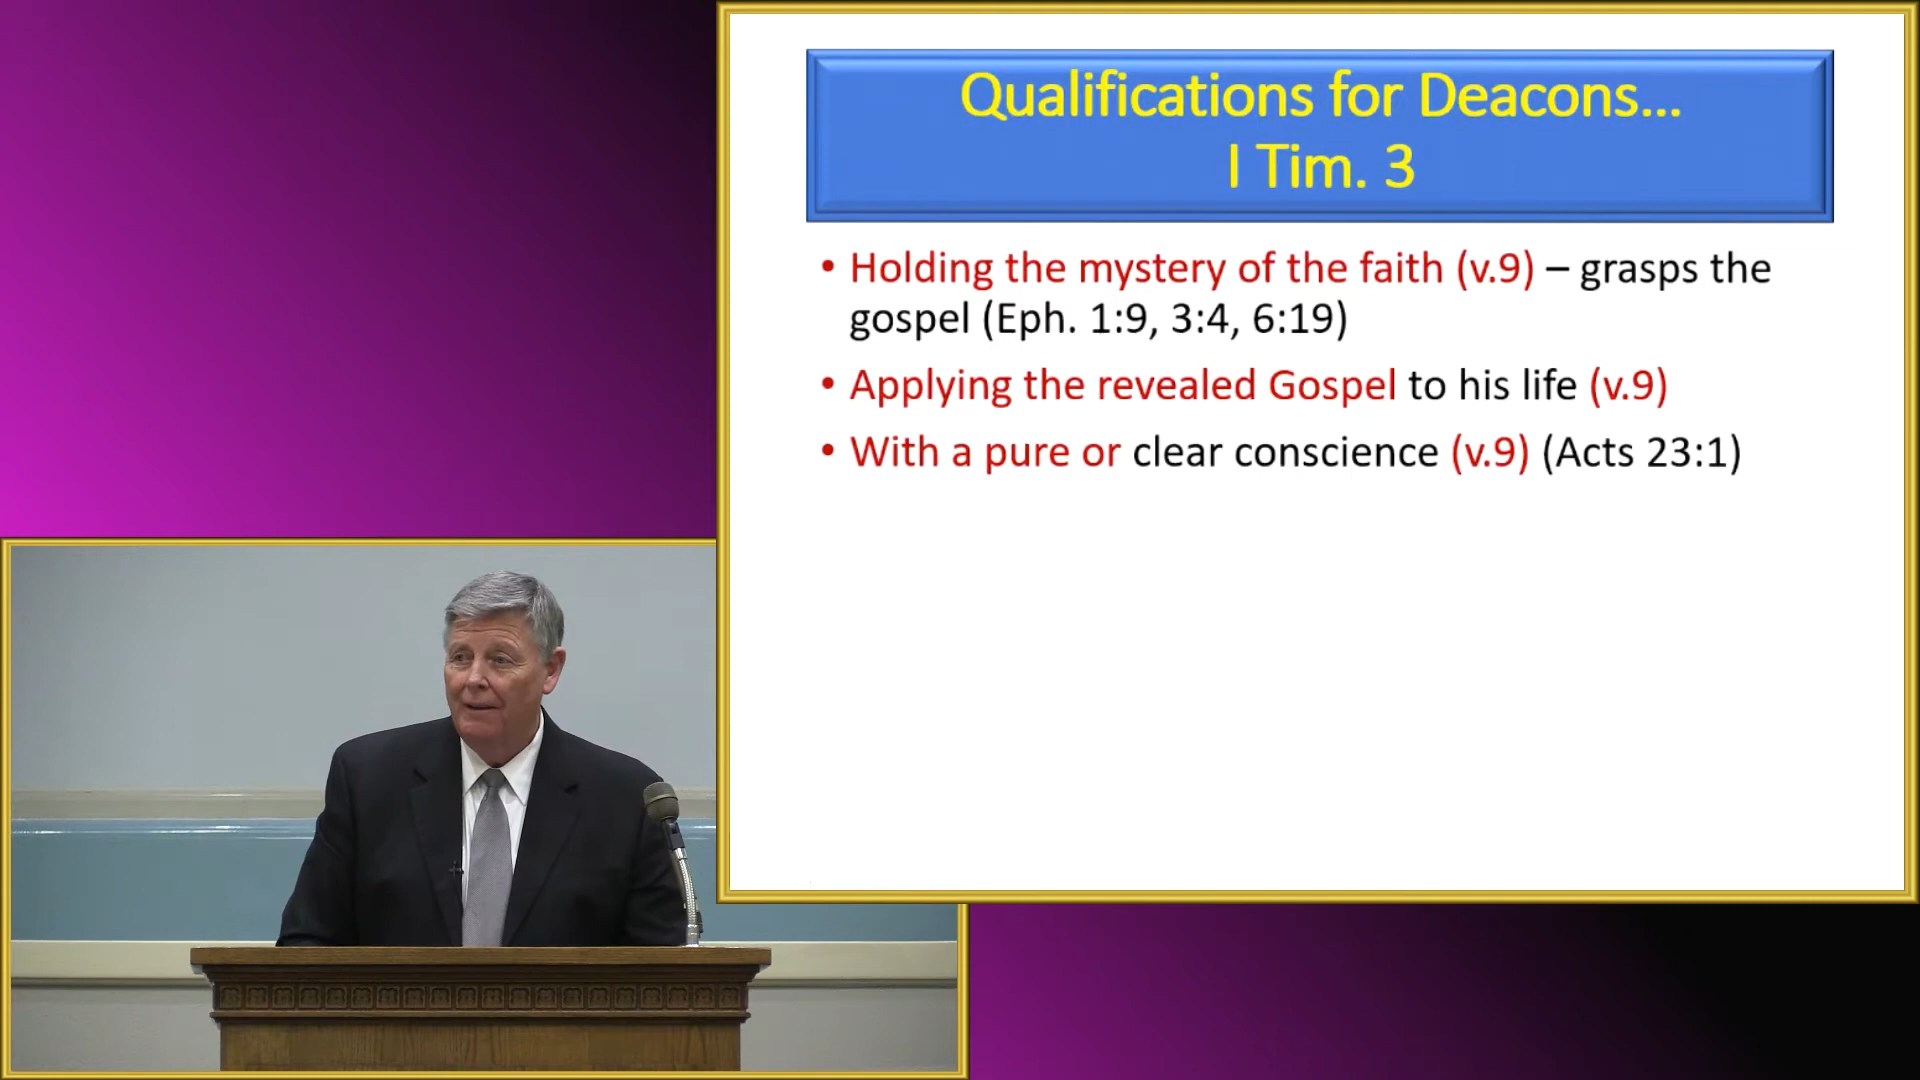 Qualifications for Deacons...
I Tim. 3
• Holding the mystery of the faith (v.9) – grasps the
gospel (Eph. 1:9, 3:4, 6:19)
• Applying the revealed Gospel to his life (v.9)
• With a pure or clear conscience (v.9) (Acts 23:1)